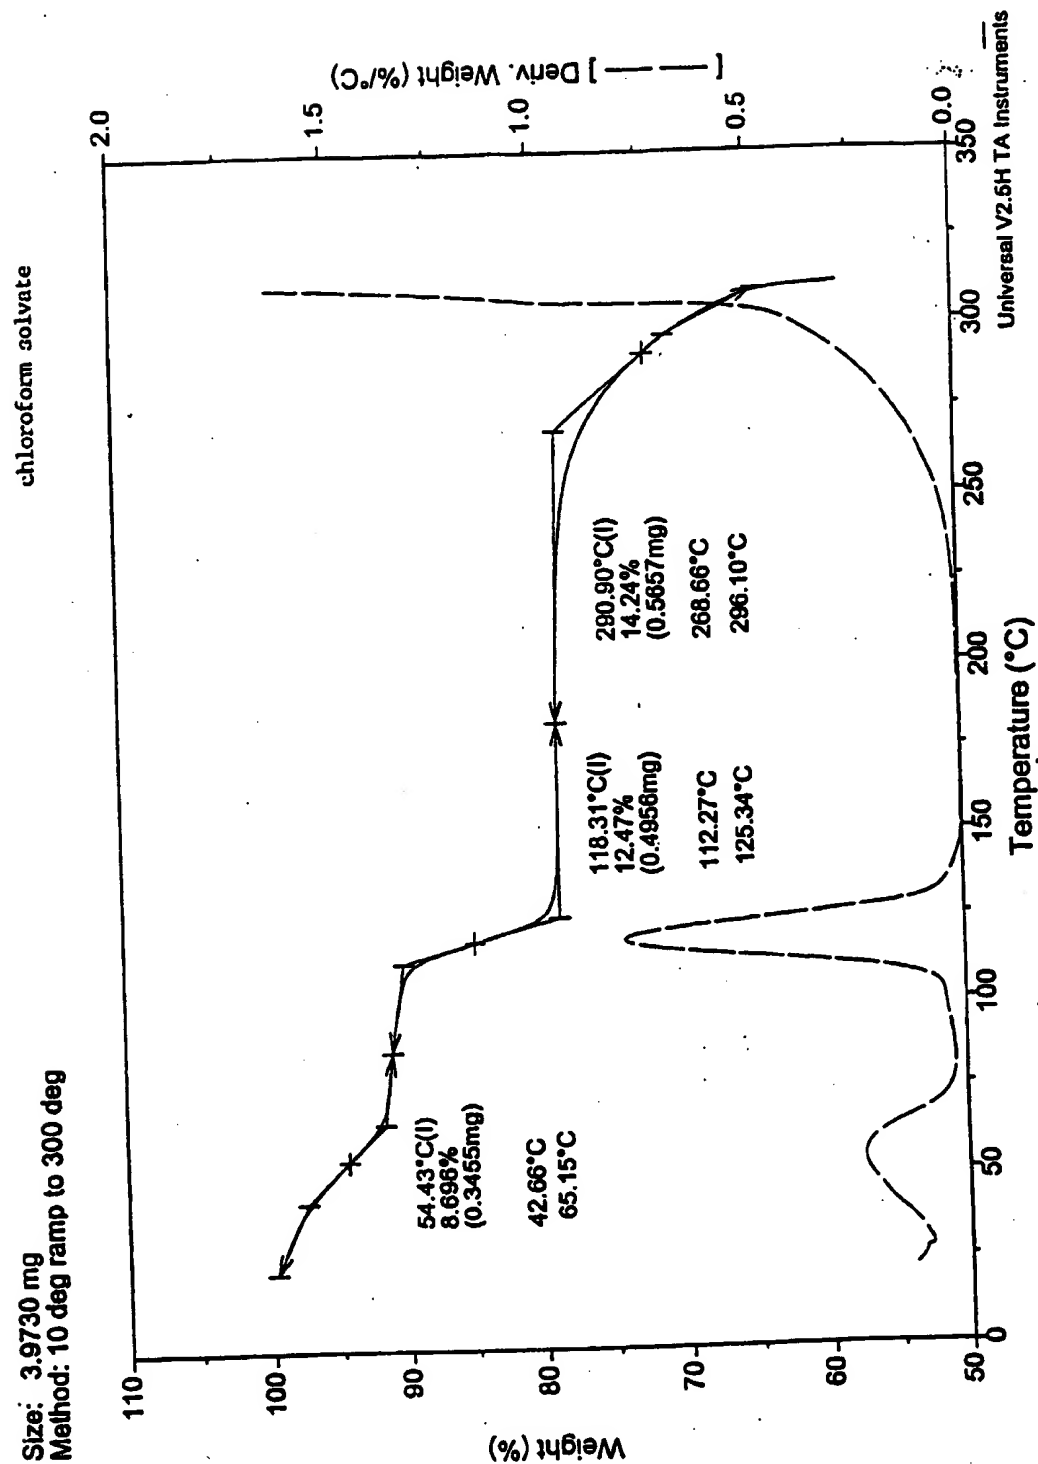 Size: 3.9730 mg
Method: 10 deg ramp to 300 deg
chloroform solvate
110
100
90
80
70
60
50
Weight (%)
54.43°C(I)
8.696%
(0.3455mg)
42.66°C
65.15°C
118.31°C(I)
12.47%
(0.4956mg)
112.27°C
125.34°C
290.90°C(I)
14.24%
(0.5657mg)
268.66°C
296.10°C
2.0
1.5
1.0
0.5
0.0
[ — — — ] Deriv. Weight (%/°C)
0
50
100
150
200
250
300
350
Temperature (°C)
Universal V2.5H TA Instruments